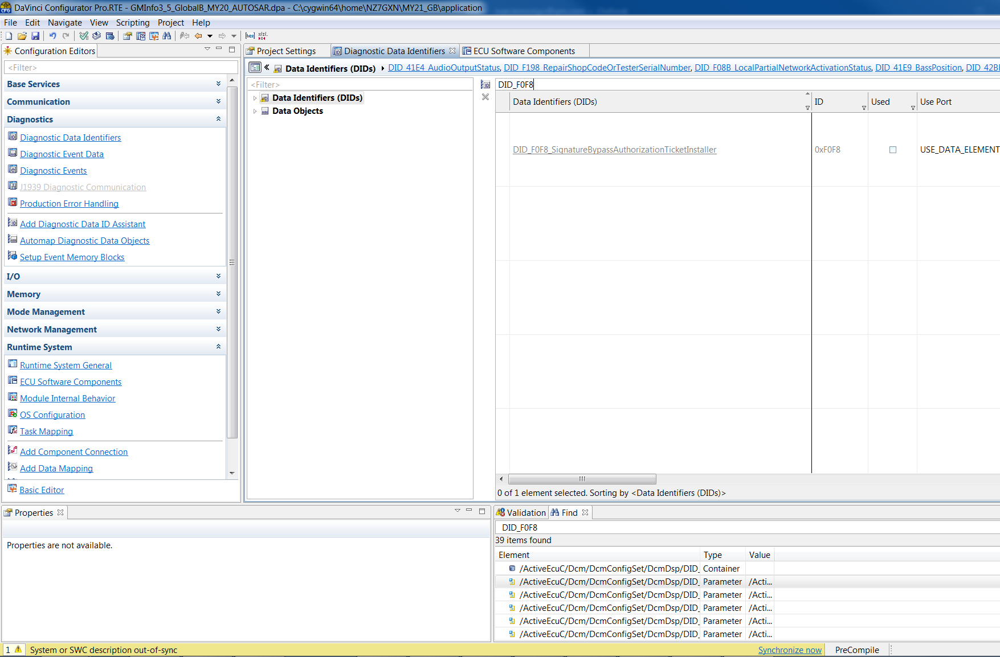 DaVinci Configurator Pro.RTE - GMInfo3_5_GlobalB_MY20_AUTOSAR.dpa - C:\cygwin64\home\NZ7GXN\MY21_GB\application
File Edit Navigate View Scripting Project Help
Configuration Editors
<Filter>
Base Services
Communication
Diagnostics
Diagnostic Data Identifiers
Diagnostic Event Data
Diagnostic Events
J1939 Diagnostic Communication
Production Error Handling
Add Diagnostic Data ID Assistant
Automap Diagnostic Data Objects
Setup Event Memory Blocks
I/O
Memory
Mode Management
Network Management
Runtime System
Runtime System General
ECU Software Components
Module Internal Behavior
OS Configuration
Task Mapping
Add Component Connection
Add Data Mapping
Basic Editor
Project Settings Diagnostic Data Identifiers ECU Software Components
Data Identifiers (DIDs) DID_41E4_AudioOutputStatus, DID_F198_RepairShopCodeOrTesterSerialNumber, DID_F08B_LocalPartialNetworkActivationStatus, DID_41E9_BassPosition, DID_42B
<Filter>
Data Identifiers (DIDs)
Data Objects
DID_F0F8
Data Identifiers (DIDs) ID Used Use Port
DID_F0F8_SignatureBypassAuthorizationTicketInstaller 0xF0F8 USE_DATA_ELEMENT
0 of 1 element selected. Sorting by <Data Identifiers (DIDs)>
Properties
Properties are not available.
Validation Find
DID_F0F8
39 items found
Element Type Value
/ActiveEcuC/Dcm/DcmConfigSet/DcmDsp/DID_ Container
/ActiveEcuC/Dcm/DcmConfigSet/DcmDsp/DID_ Parameter /Acti...
/ActiveEcuC/Dcm/DcmConfigSet/DcmDsp/DID_ Parameter /Acti...
/ActiveEcuC/Dcm/DcmConfigSet/DcmDsp/DID_ Parameter /Acti...
/ActiveEcuC/Dcm/DcmConfigSet/DcmDsp/DID_ Parameter /Acti...
/ActiveEcuC/Dcm/DcmConfigSet/DcmDsp/DID_ Parameter /Acti...
1 System or SWC description out-of-sync Synchronize now PreCompile